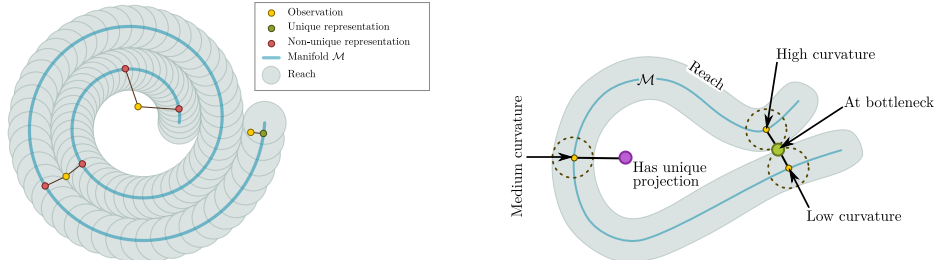 Observation
Unique representation
Non-unique representation
Manifold ℳ
Reach
High curvature
ℳ
Reach
At bottleneck
Medium curvature
Has unique
projection
Low curvature